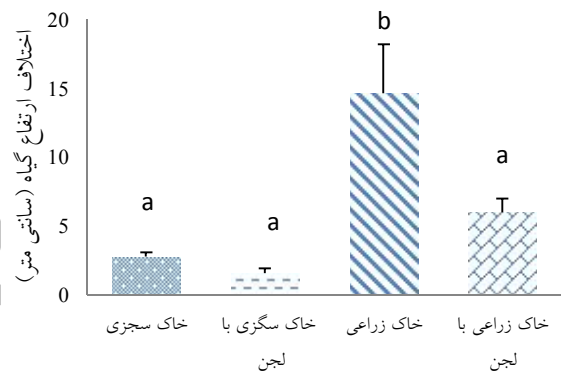 اختلاف ارتفاع گیاه (سانتی متر)
20
15
10
5
0
a
a
b
a
خاک سجزی
خاک سگزی با
لجن
خاک زراعی
خاک زراعی با
لجن